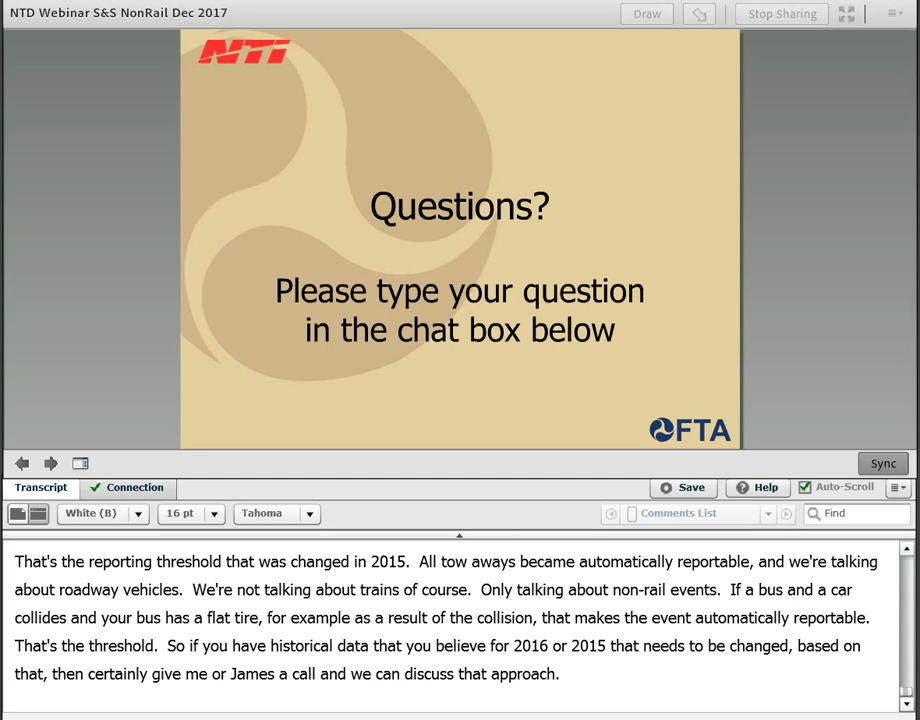 NTD Webinar S&S NonRail Dec 2017
Draw
Stop Sharing
NTI
Questions?
Please type your question
in the chat box below
FTA
Sync
Transcript
Connection
Save
Help
Auto-Scroll
White (B)
16 pt
Tahoma
Comments List
Find
That's the reporting threshold that was changed in 2015.  All tow aways became automatically reportable, and we're talking
about roadway vehicles.  We're not talking about trains of course.  Only talking about non-rail events.  If a bus and a car
collides and your bus has a flat tire, for example as a result of the collision, that makes the event automatically reportable.
That's the threshold.  So if you have historical data that you believe for 2016 or 2015 that needs to be changed, based on
that, then certainly give me or James a call and we can discuss that approach.